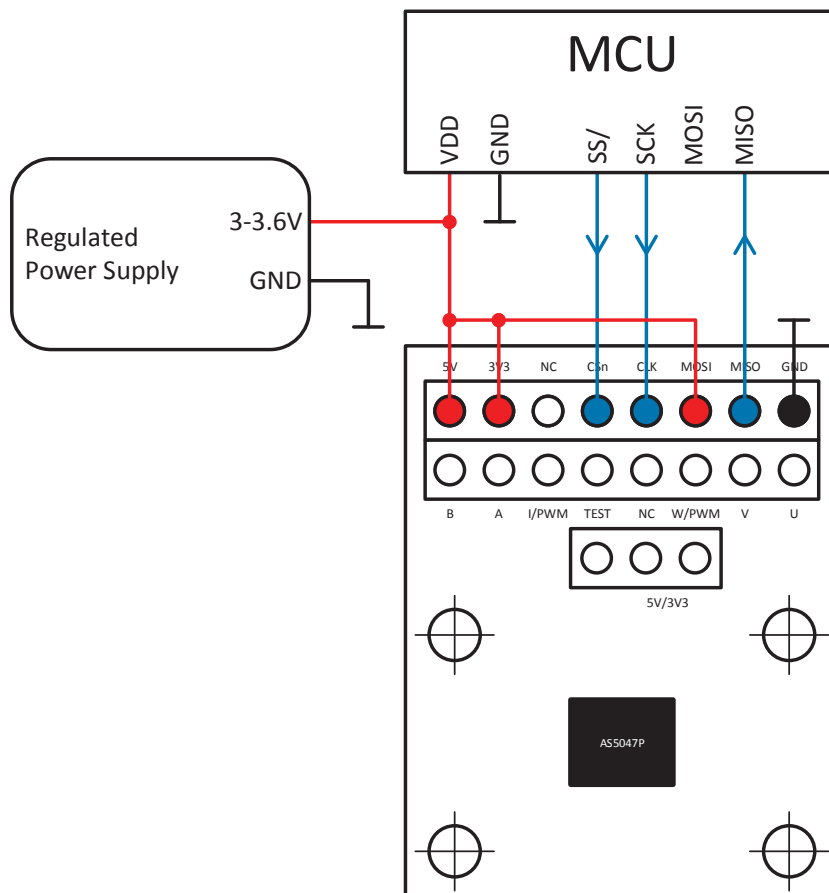 MCU
VDD GND SS/ SCK MOSI MISO
3-3.6V
Regulated
Power Supply
GND
5V 3V3 NC CSn CLK MOSI MISO GND
B A I/PWM TEST NC W/PWM V U
5V/3V3
AS5047P